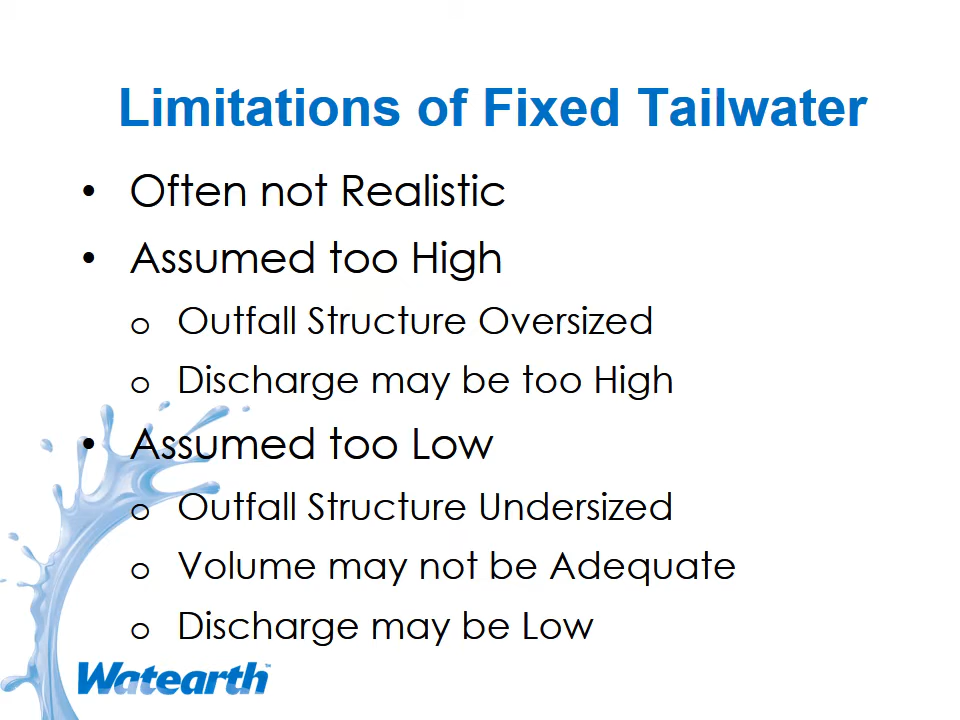 Limitations of Fixed Tailwater
• Often not Realistic
• Assumed too High
o Outfall Structure Oversized
o Discharge may be too High
• Assumed too Low
o Outfall Structure Undersized
o Volume may not be Adequate
o Discharge may be Low
Watearth™